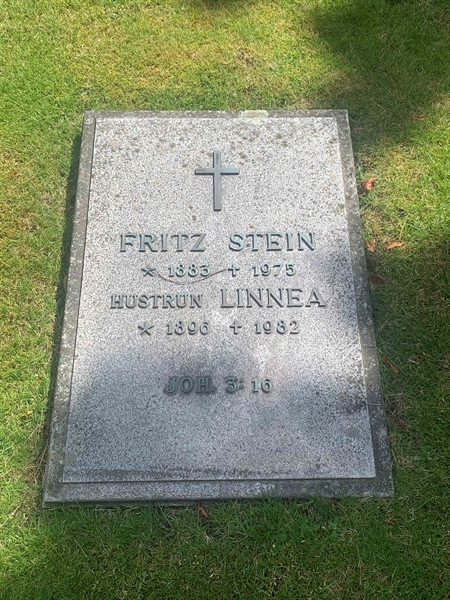 FRITZ STEIN
* 1883 † 1975
HUSTRUN LINNEA
* 1896 † 1982
JOH. 3: 16